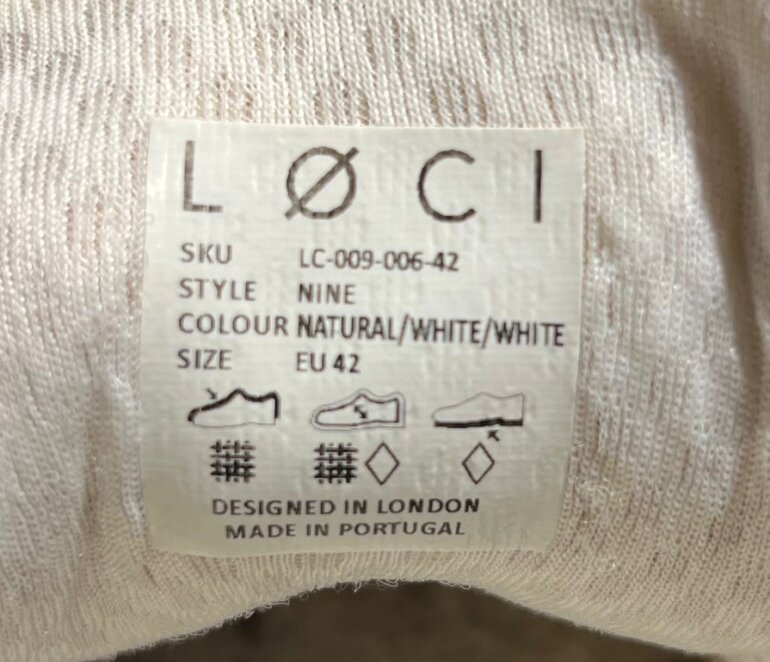 LØCI
SKU LC-009-006-42
STYLE NINE
COLOUR NATURAL/WHITE/WHITE
SIZE EU 42
DESIGNED IN LONDON
MADE IN PORTUGAL